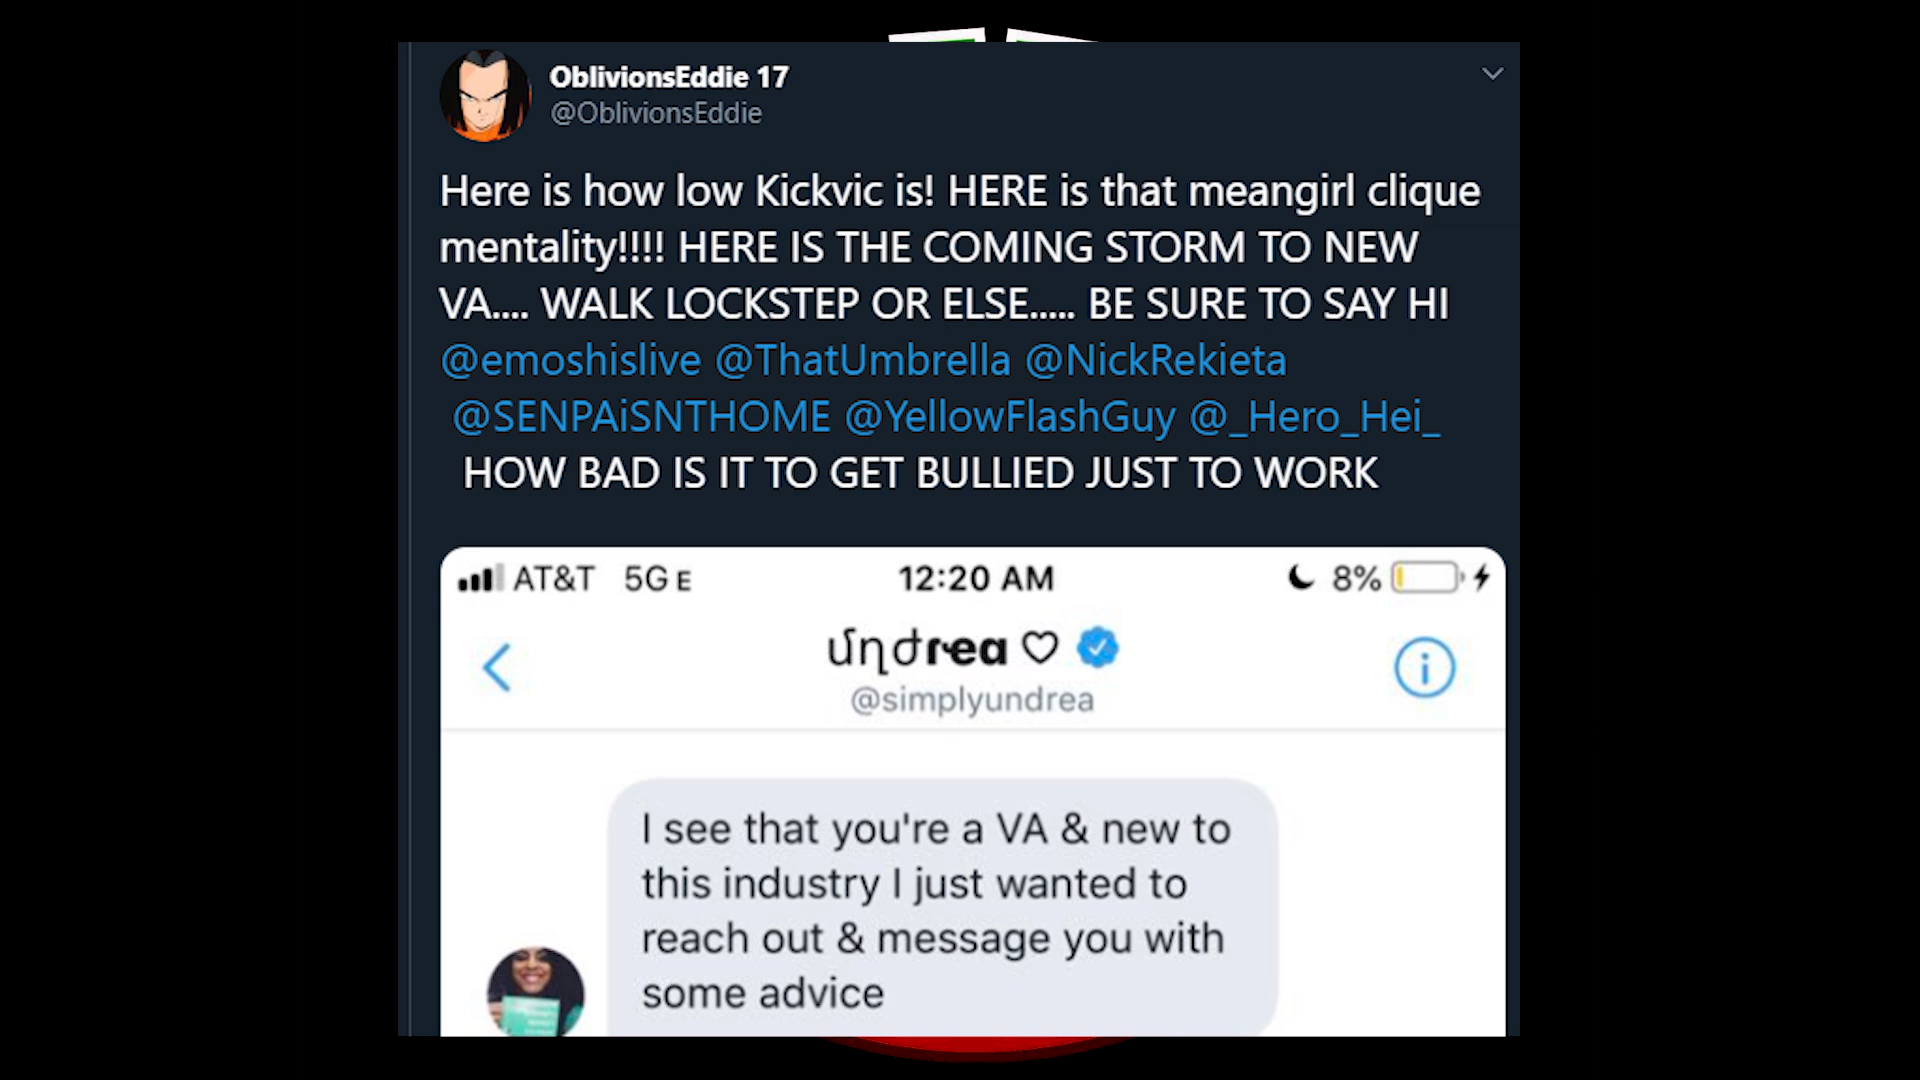 OblivionsEddie 17
@OblivionsEddie
Here is how low Kickvic is! HERE is that meangirl clique
mentality!!!! HERE IS THE COMING STORM TO NEW
VA.... WALK LOCKSTEP OR ELSE..... BE SURE TO SAY HI
@emoshislive @ThatUmbrella @NickRekieta
@SENPAiSNTHOME @YellowFlashGuy @_Hero_Hei_
HOW BAD IS IT TO GET BULLIED JUST TO WORK
AT&T 5G E 12:20 AM 8%
մղժrea ♡
@simplyundrea
I see that you're a VA & new to
this industry I just wanted to
reach out & message you with
some advice